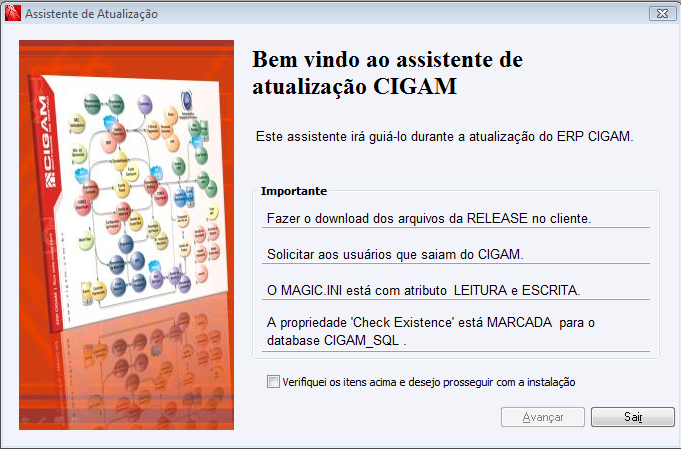 Assistente de Atualização
Bem vindo ao assistente de
atualização CIGAM
Este assistente irá guiá-lo durante a atualização do ERP CIGAM.
Importante
Fazer o download dos arquivos da RELEASE no cliente.
Solicitar aos usuários que saiam do CIGAM.
O MAGIC.INI está com atributo LEITURA e ESCRITA.
A propriedade 'Check Existence' está MARCADA para o
database CIGAM_SQL .
Verifiquei os itens acima e desejo prosseguir com a instalação
Avançar
Sair
CIGAM